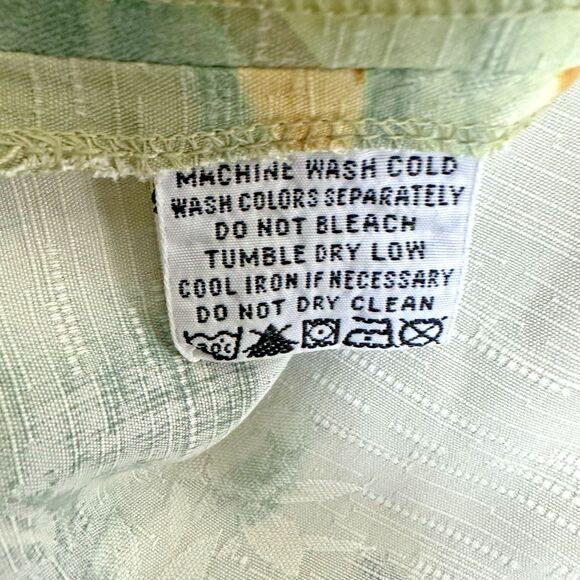 MACHINE WASH COLD
WASH COLORS SEPARATELY
DO NOT BLEACH
TUMBLE DRY LOW
COOL IRON IF NECESSARY
DO NOT DRY CLEAN
30C